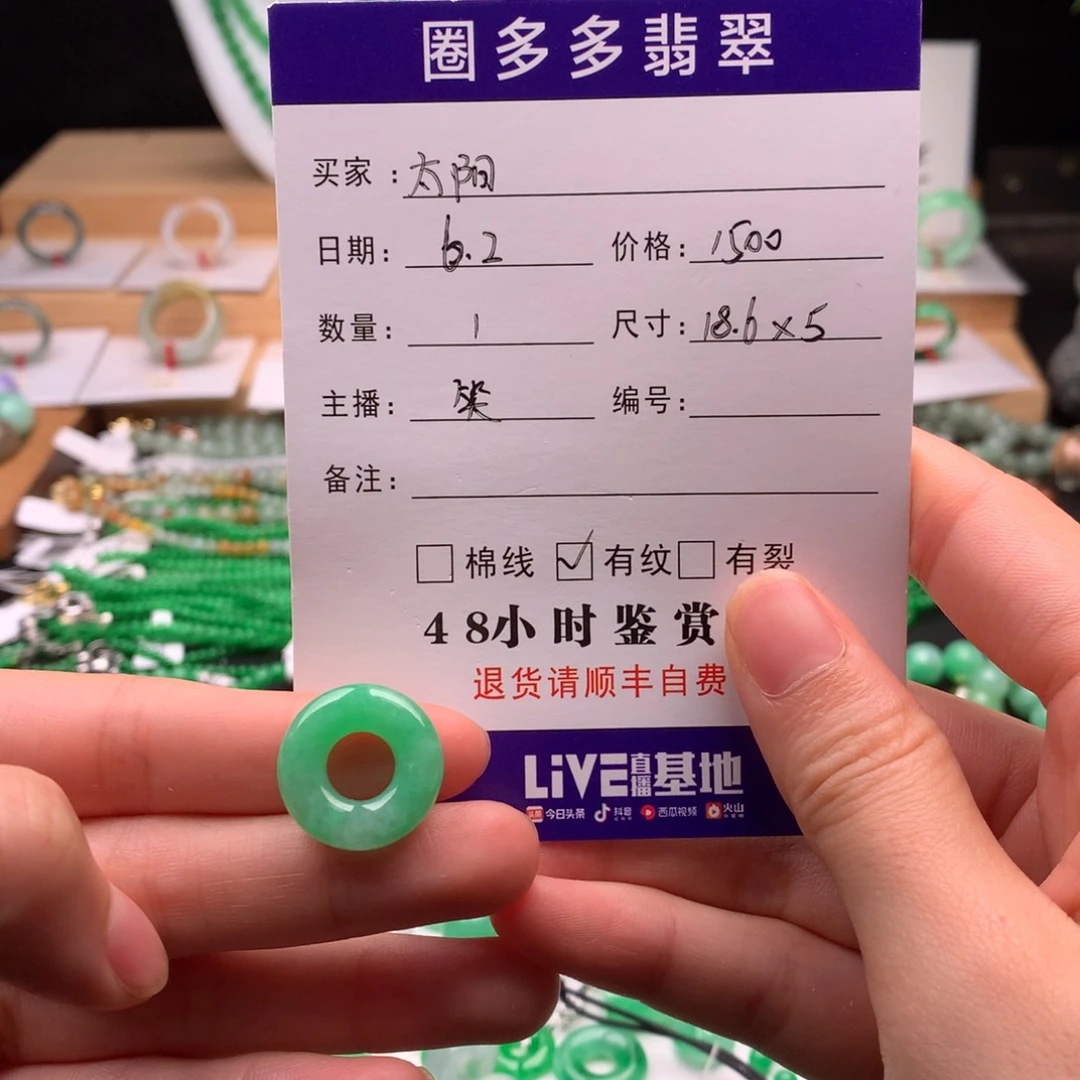 圈多多翡翠
买家：太阳
日期：6.2 价格：1500
数量：1 尺寸：18.6×5
主播： 编号：
备注：
棉线 ✓ 有纹 有裂
48小时鉴赏
退货请顺丰自费
LiVE直播基地
今日头条 抖音 西瓜视频 火山